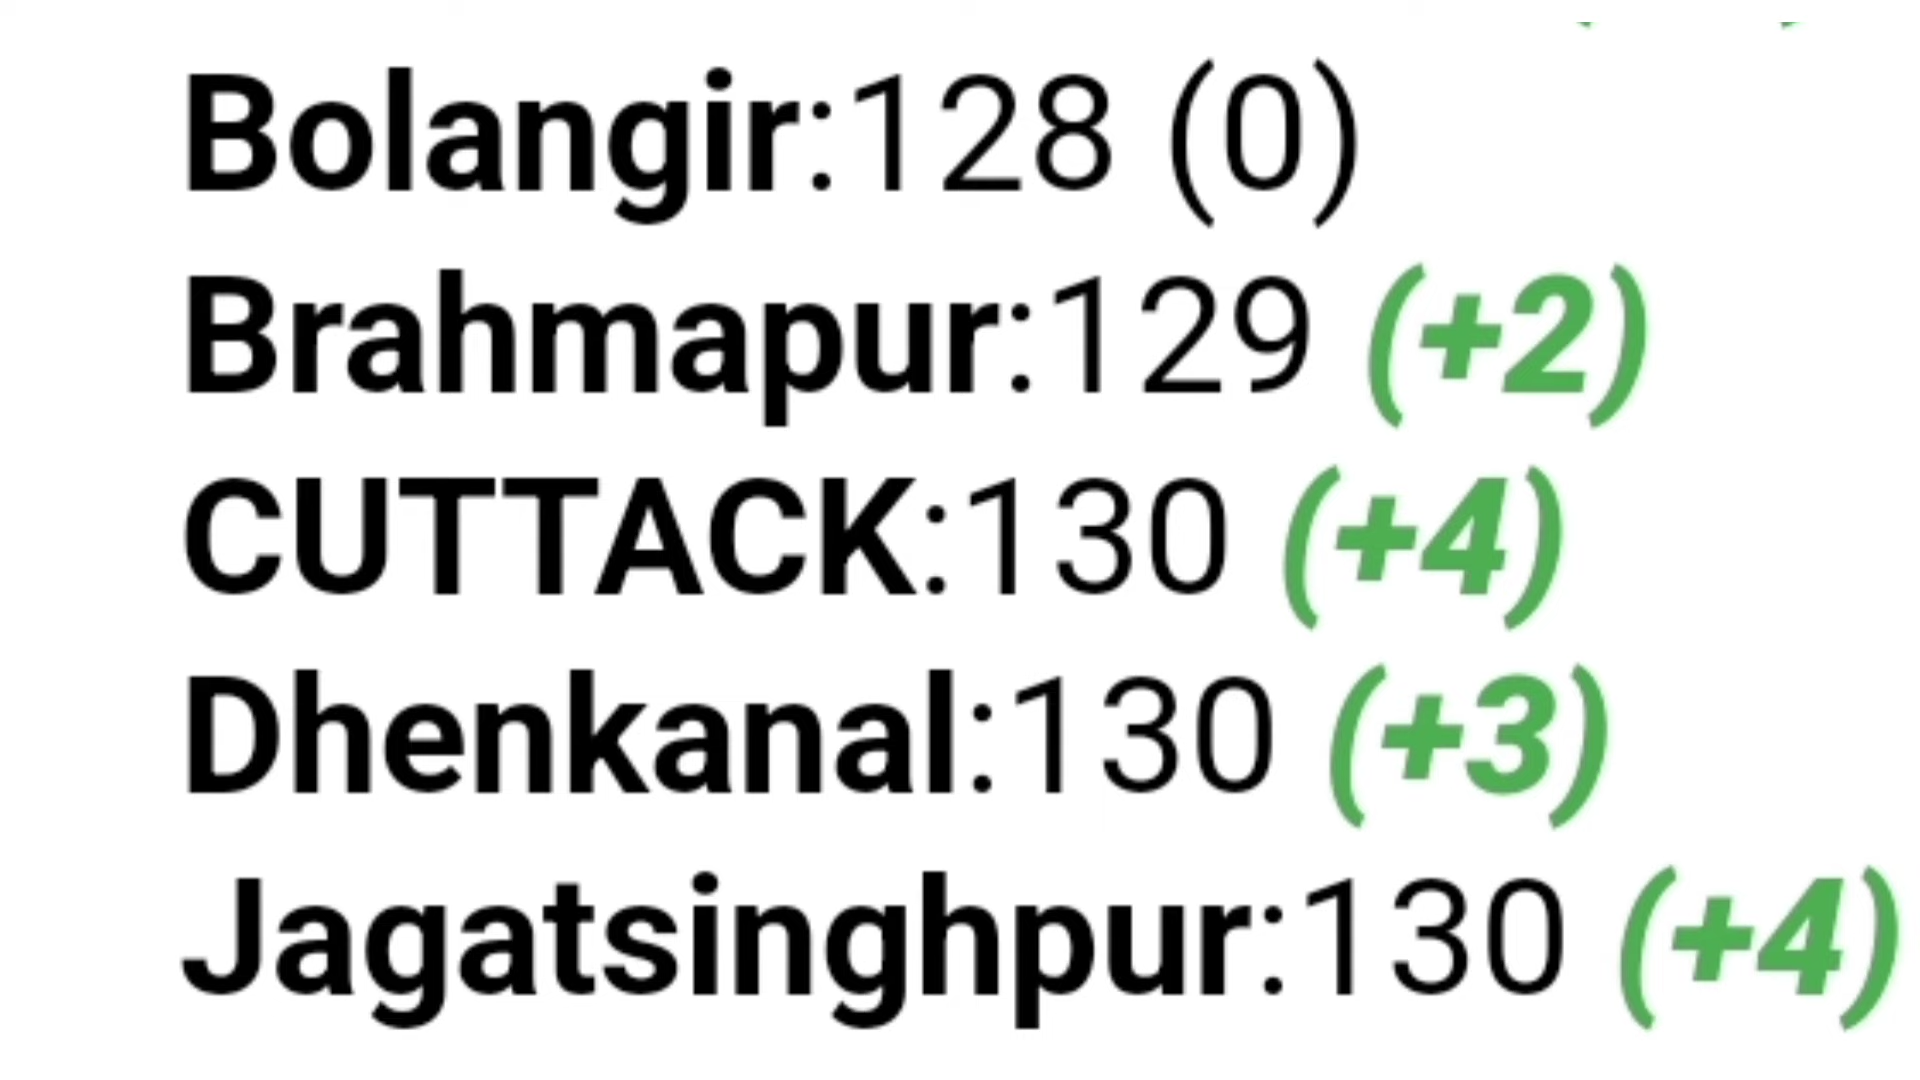 Bolangir:128 (0)
Brahmapur:129 (+2)
CUTTACK:130 (+4)
Dhenkanal:130 (+3)
Jagatsinghpur:130 (+4)